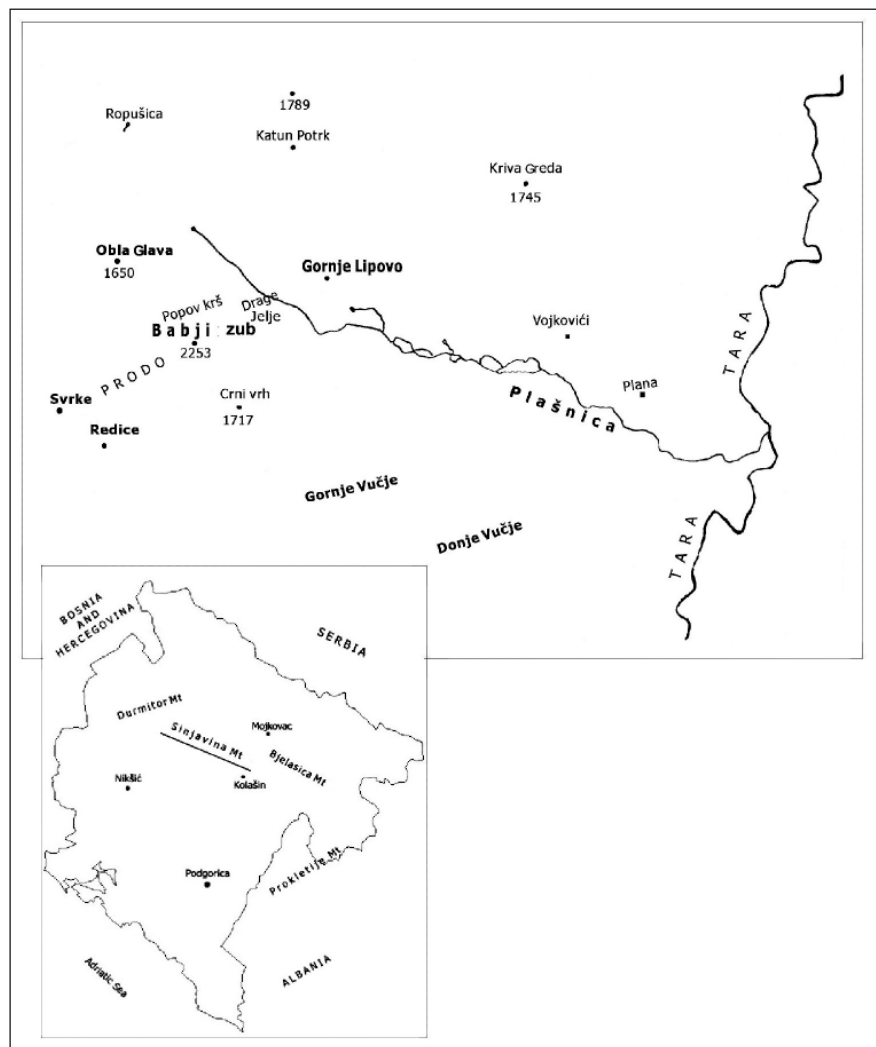 1789
Ropušica
Katun Potrk
Kriva Greda
1745
Obla Glava
1650
Gornje Lipovo
Popov krš
Drage
Jelje
Babji zub
2253
Vojkovići
TARA
PRODO
Plana
Svrke
Crni vrh
1717
Plašnica
Redice
Gornje Vučje
Donje Vučje
TARA
BOSNIA
AND
HERCEGOVINA
SERBIA
Durmitor Mt
Sinjavina Mt
Mojkovac
Bjelasica Mt
Nikšić
Kolašin
Prokletije Mt
Podgorica
Adriatic Sea
ALBANIA